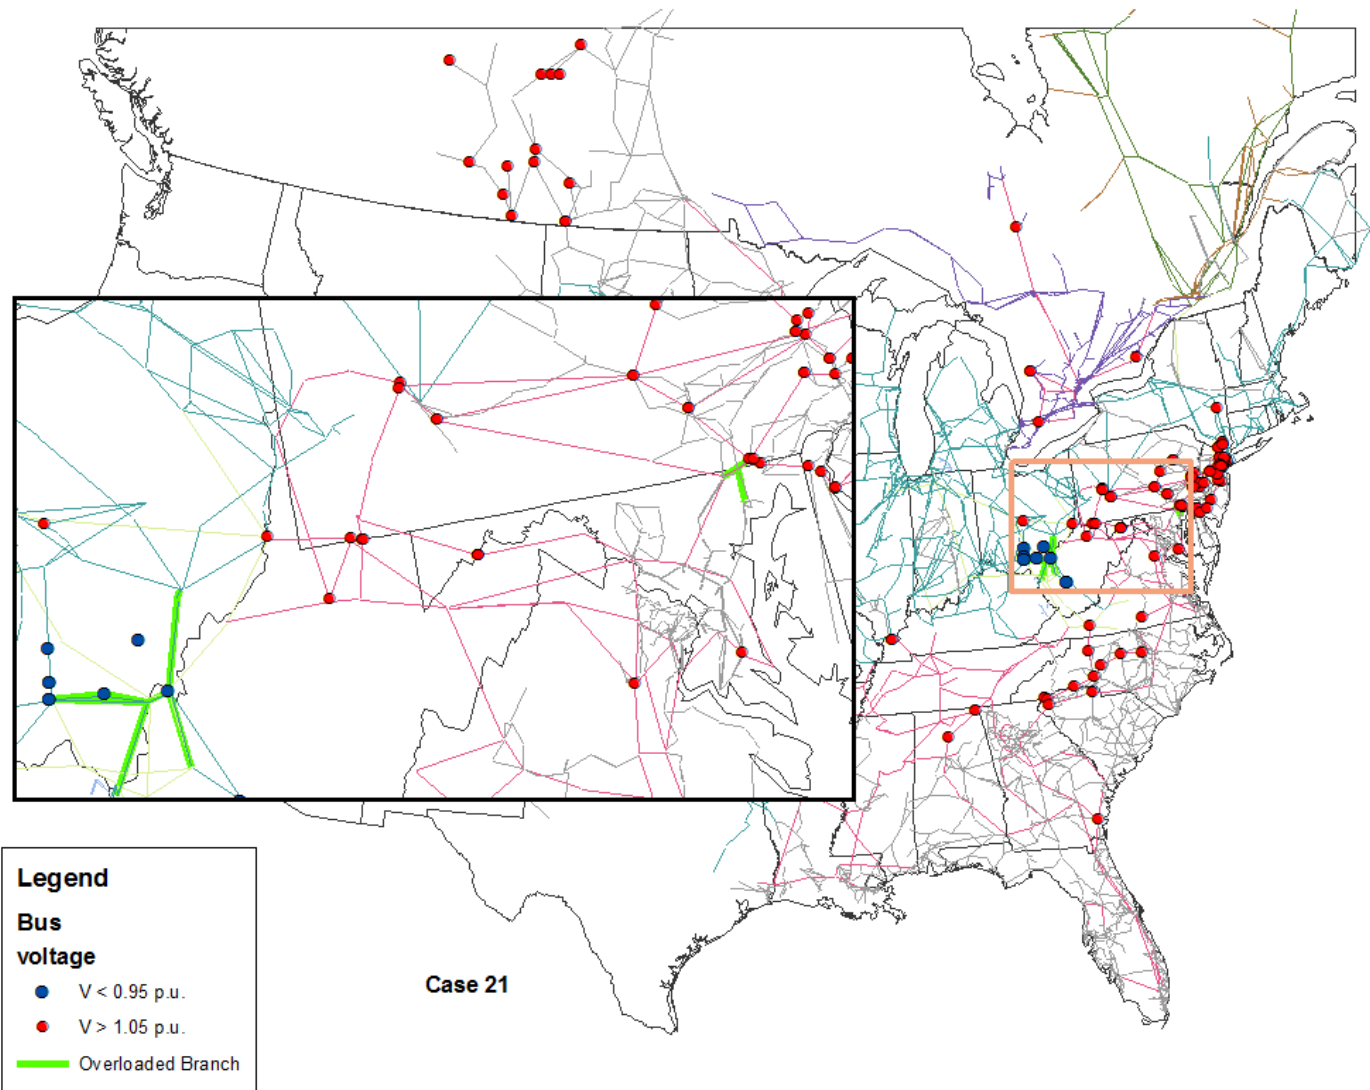 Case 21
Legend
Bus
voltage
V < 0.95 p.u.
V > 1.05 p.u.
Overloaded Branch